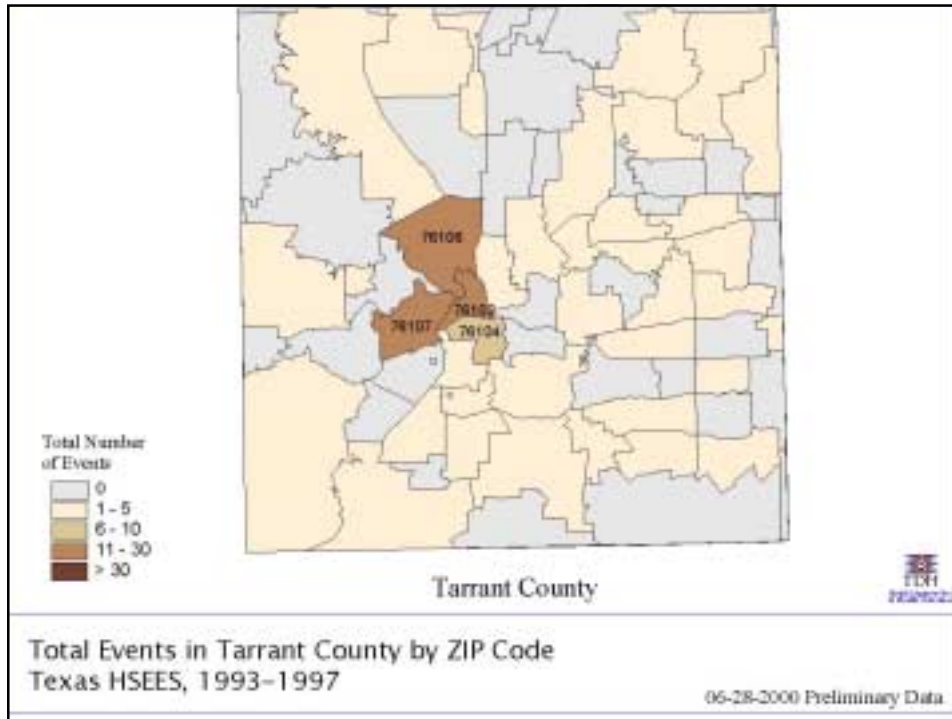 76106
76102
76107
76104
Total Number
of Events
0
1 - 5
6 - 10
11 - 30
> 30
Tarrant County
TDH
Total Events in Tarrant County by ZIP Code
Texas HSEES, 1993-1997
06-28-2000 Preliminary Data